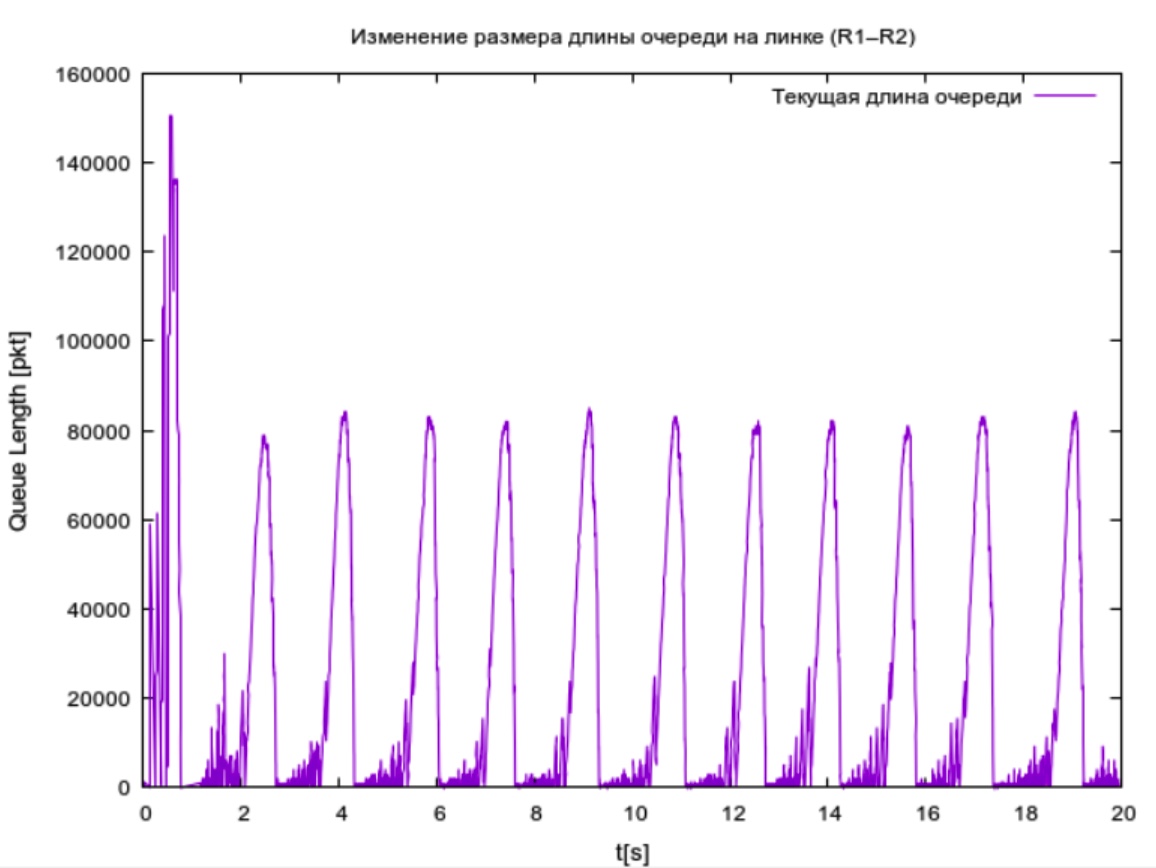 Изменение размера длины очереди на линке (R1–R2)
Текущая длина очереди
Queue Length [pkt]
160000
140000
120000
100000
80000
60000
40000
20000
0
0 2 4 6 8 10 12 14 16 18 20
t[s]